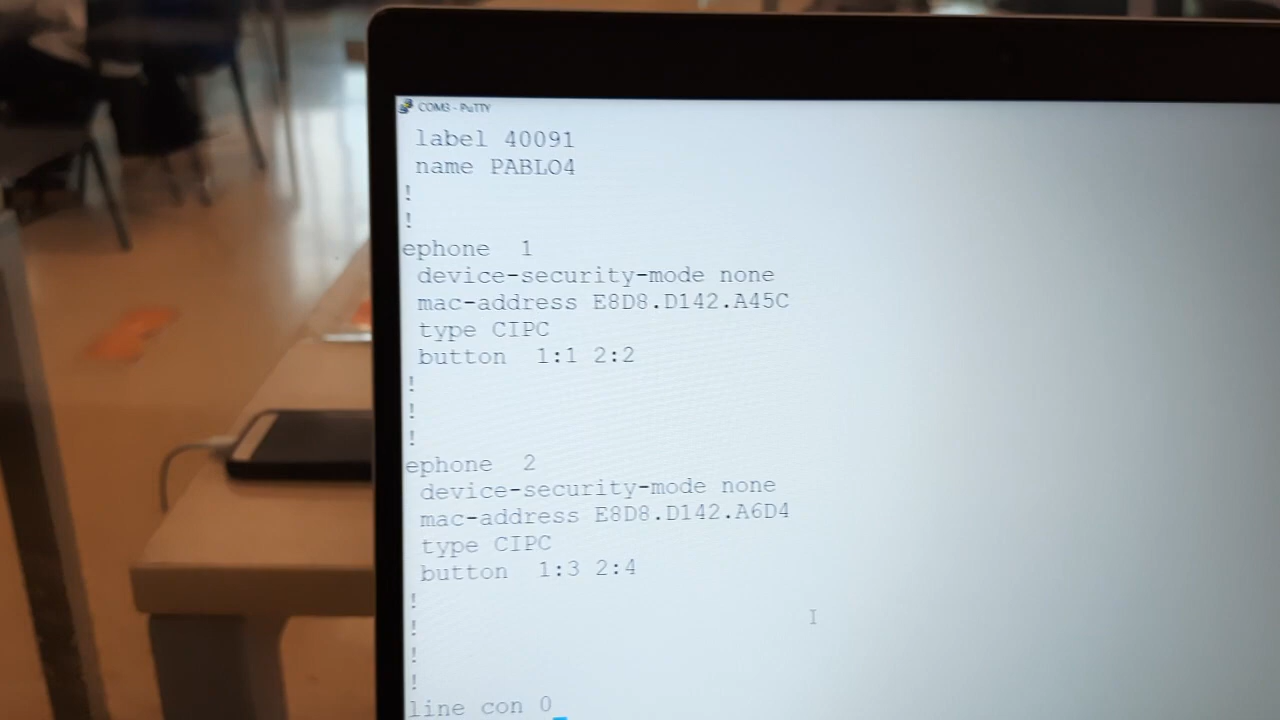 COM3 - PuTTY
label 40091
name PABLO4
!
!
ephone 1
device-security-mode none
mac-address E8D8.D142.A45C
type CIPC
button 1:1 2:2
!
!
!
ephone 2
device-security-mode none
mac-address E8D8.D142.A6D4
type CIPC
button 1:3 2:4
!
!
!
!
line con 0